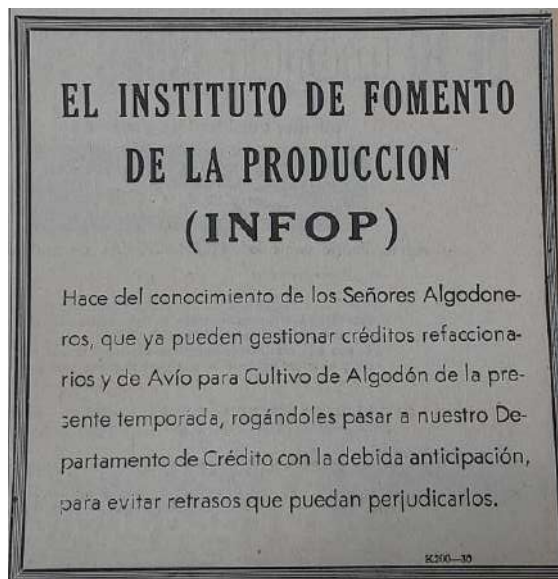 EL INSTITUTO DE FOMENTO
DE LA PRODUCCION
(INFOP)
Hace del conocimiento de los Señores Algodone-
ros, que ya pueden gestionar créditos refacciona-
rios y de Avío para Cultivo de Algodón de la pre-
sente temporada, rogándoles pasar a nuestro De-
partamento de Crédito con la debida anticipación,
para evitar retrasos que puedan perjudicarlos.